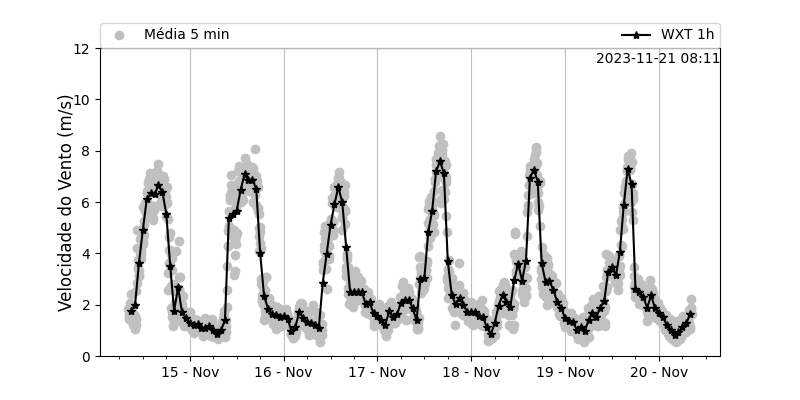 Média 5 min
WXT 1h
2023-11-21 08:11
Velocidade do Vento (m/s)
12
10
8
6
4
2
0
15 - Nov
16 - Nov
17 - Nov
18 - Nov
19 - Nov
20 - Nov